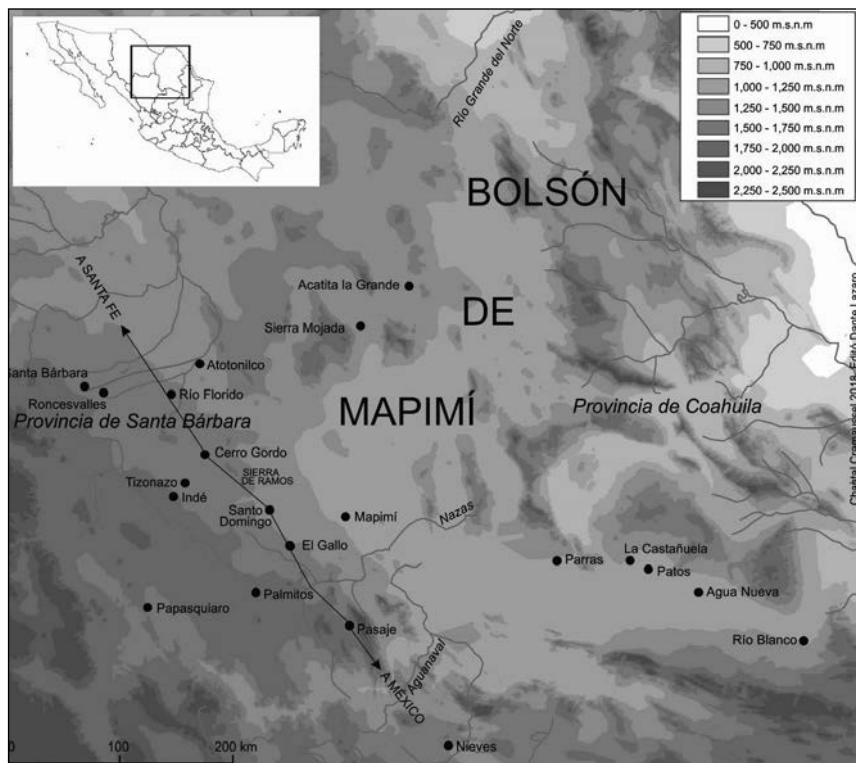 0 - 500 m.s.n.m
500 - 750 m.s.n.m
750 - 1,000 m.s.n.m
1,000 - 1,250 m.s.n.m
1,250 - 1,500 m.s.n.m
1,500 - 1,750 m.s.n.m
1,750 - 2,000 m.s.n.m
2,000 - 2,250 m.s.n.m
2,250 - 2,500 m.s.n.m
Río Grande del Norte
BOLSÓN
DE
MAPIMÍ
A SANTA FE
Acatita la Grande
Sierra Mojada
Atotonilco
Santa Bárbara
Río Florido
Roncesvalles
Provincia de Santa Bárbara
Provincia de Coahuila
Cerro Gordo
SIERRA
DE RAMOS
Tizonazo
Indé
Santo
Domingo
Mapimí
Nazas
El Gallo
Parras
La Castañuela
Patos
Palmitos
Agua Nueva
Papasquiaro
Pasaje
Río Blanco
Aguanaval
A MÉXICO
Nieves
0
100
200 km
Chantal Cramaussel 2018. Editó Dante Lazaro